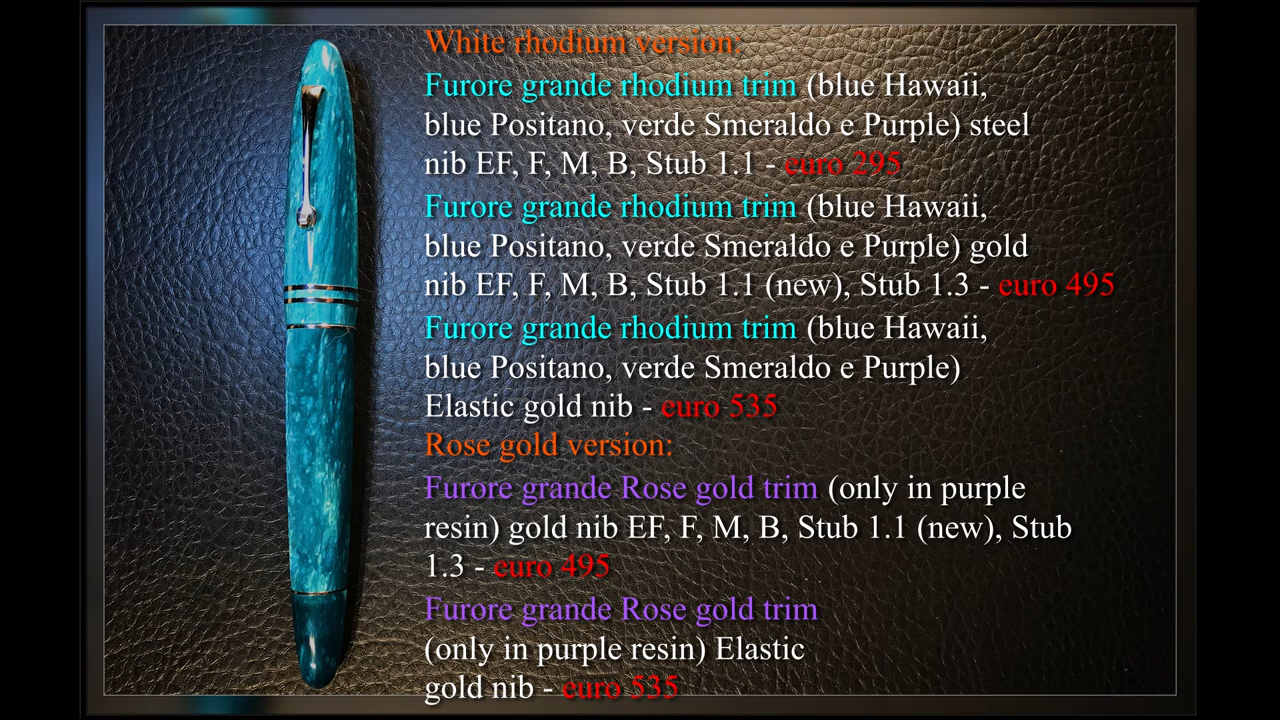 White rhodium version:
Furore grande rhodium trim (blue Hawaii,
blue Positano, verde Smeraldo e Purple) steel
nib EF, F, M, B, Stub 1.1 - euro 295
Furore grande rhodium trim (blue Hawaii,
blue Positano, verde Smeraldo e Purple) gold
nib EF, F, M, B, Stub 1.1 (new), Stub 1.3 - euro 495
Furore grande rhodium trim (blue Hawaii,
blue Positano, verde Smeraldo e Purple)
Elastic gold nib - euro 535
Rose gold version:
Furore grande Rose gold trim (only in purple
resin) gold nib EF, F, M, B, Stub 1.1 (new), Stub
1.3 - euro 495
Furore grande Rose gold trim
(only in purple resin) Elastic
gold nib - euro 535